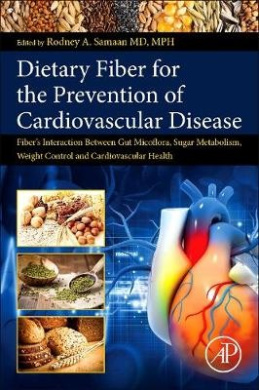 Edited by Rodney A. Samaan MD, MPH
Dietary Fiber for
the Prevention of
Cardiovascular Disease
Fiber's Interaction Between Gut Micoflora, Sugar Metabolism,
Weight Control and Cardiovascular Health
AP